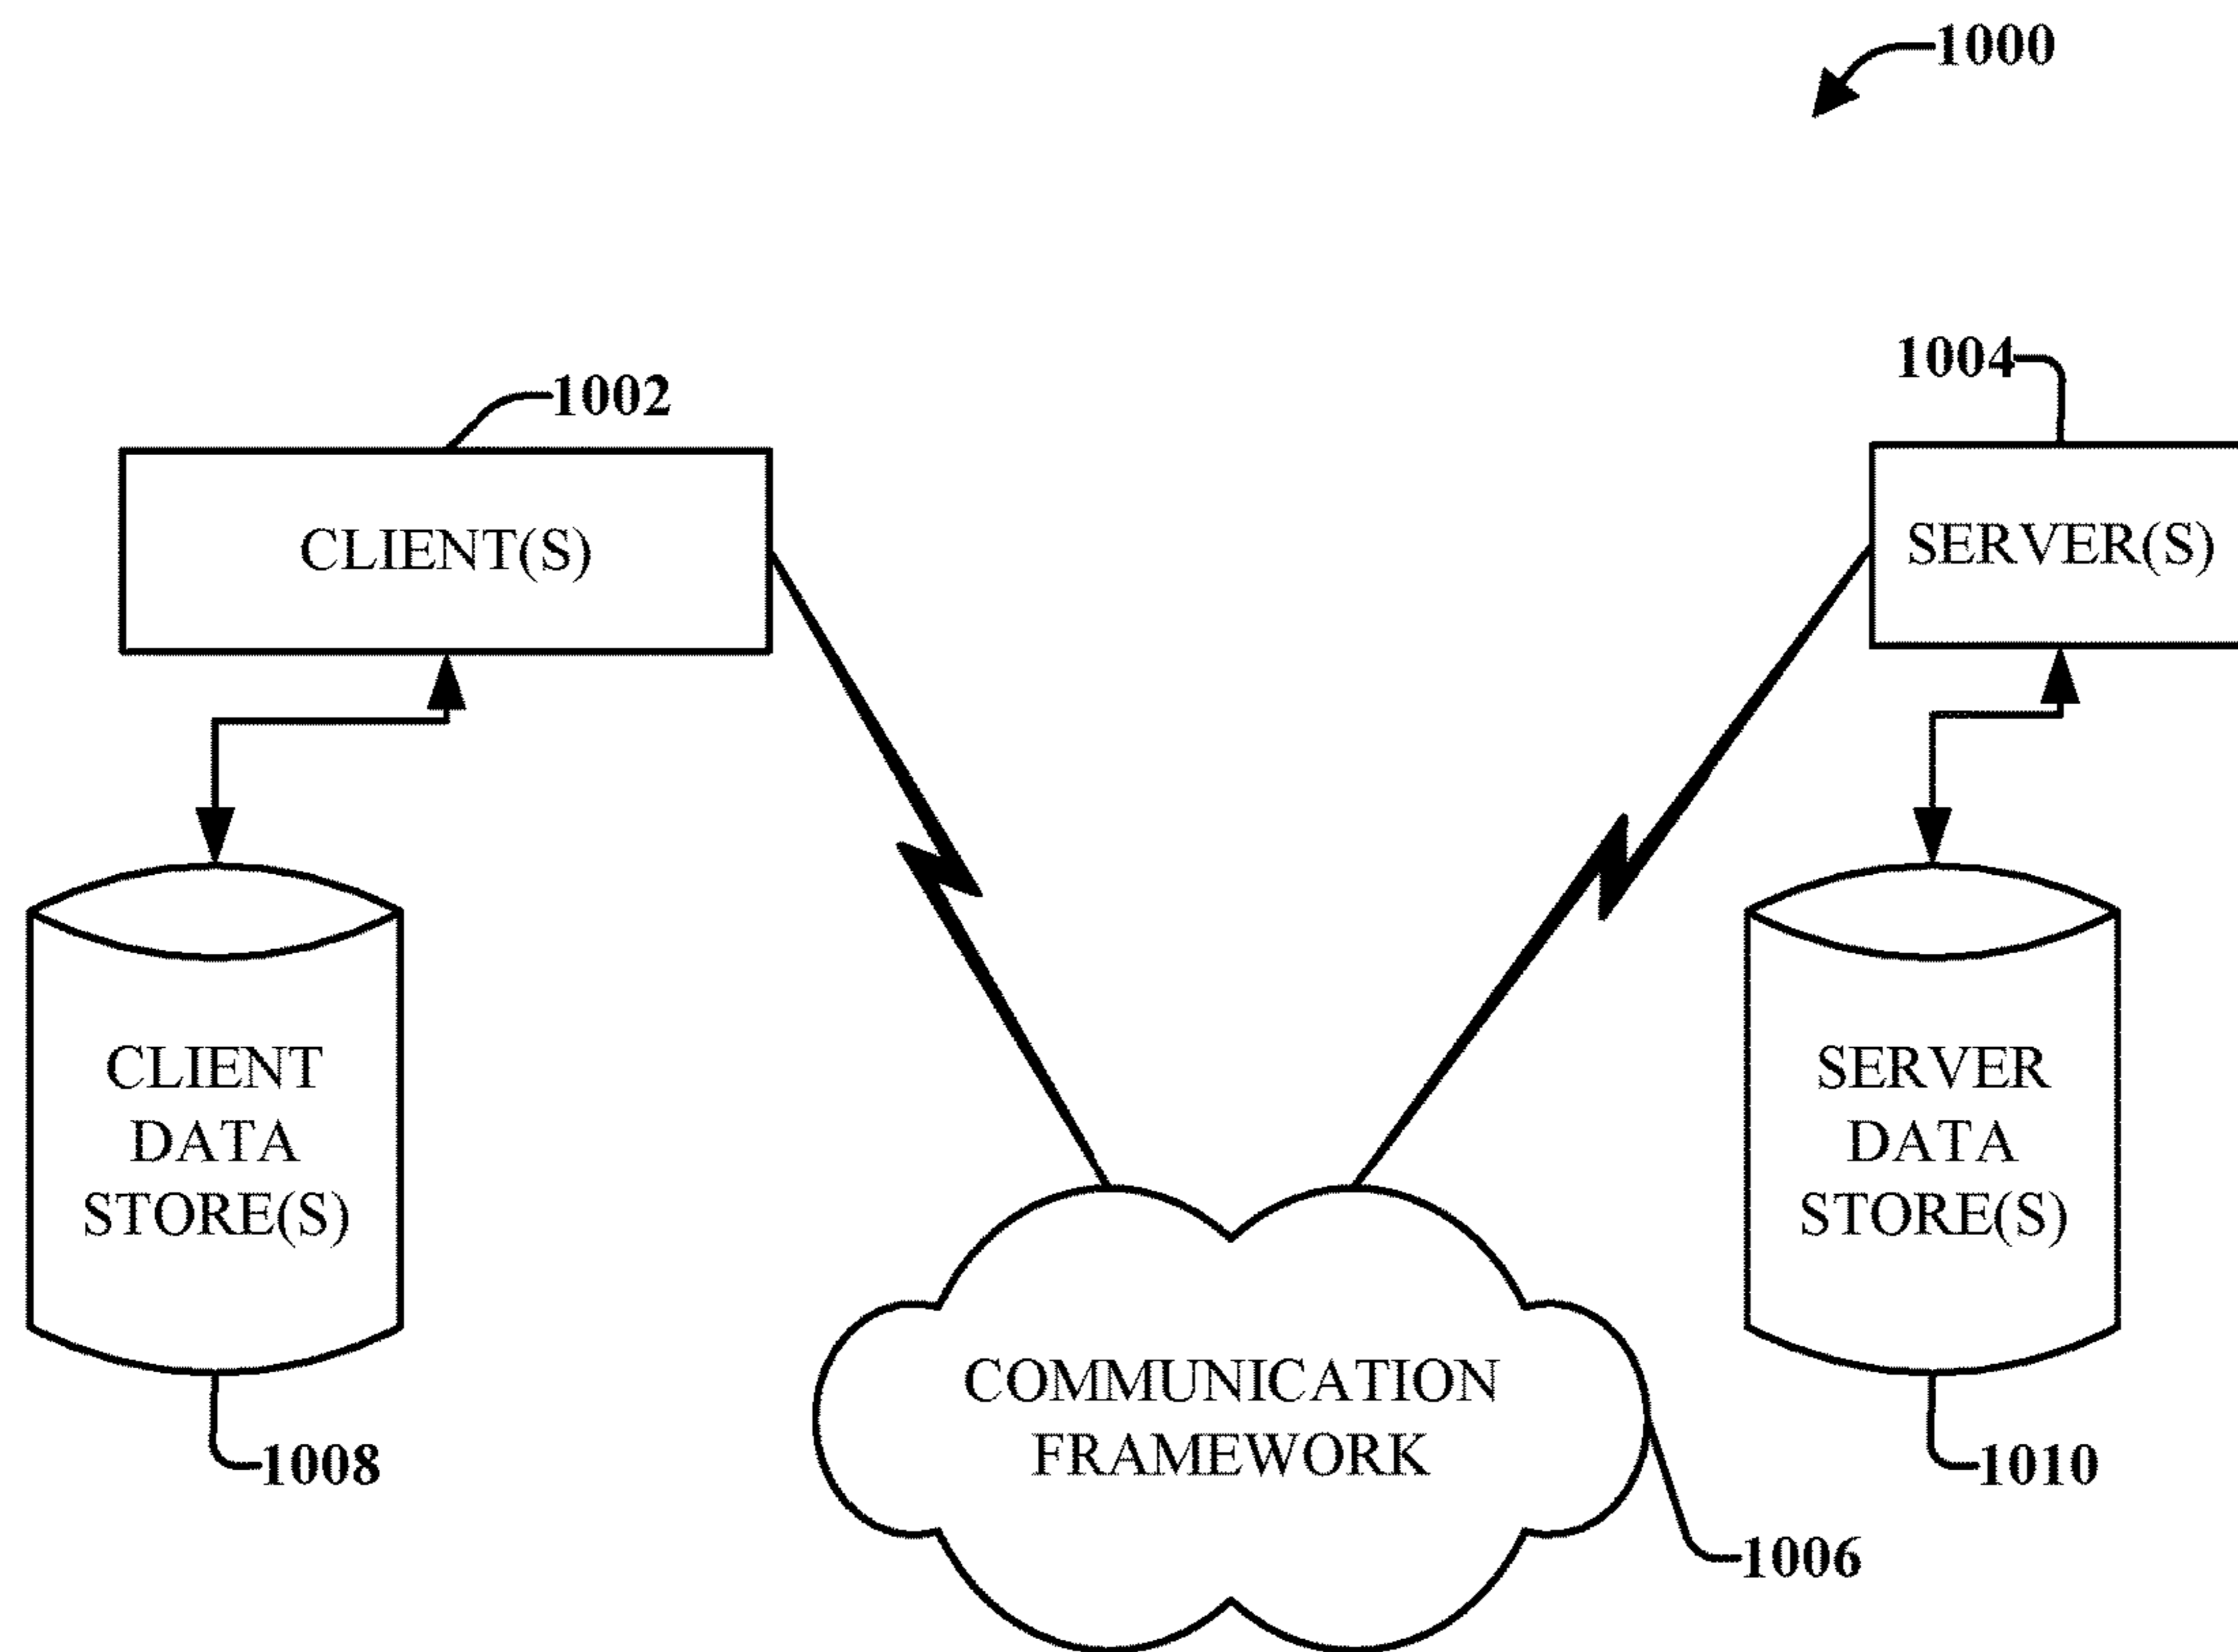 1000
1002
1004
CLIENT(S)
SERVER(S)
CLIENT
DATA
STORE(S)
SERVER
DATA
STORE(S)
COMMUNICATION
FRAMEWORK
1008
1010
1006